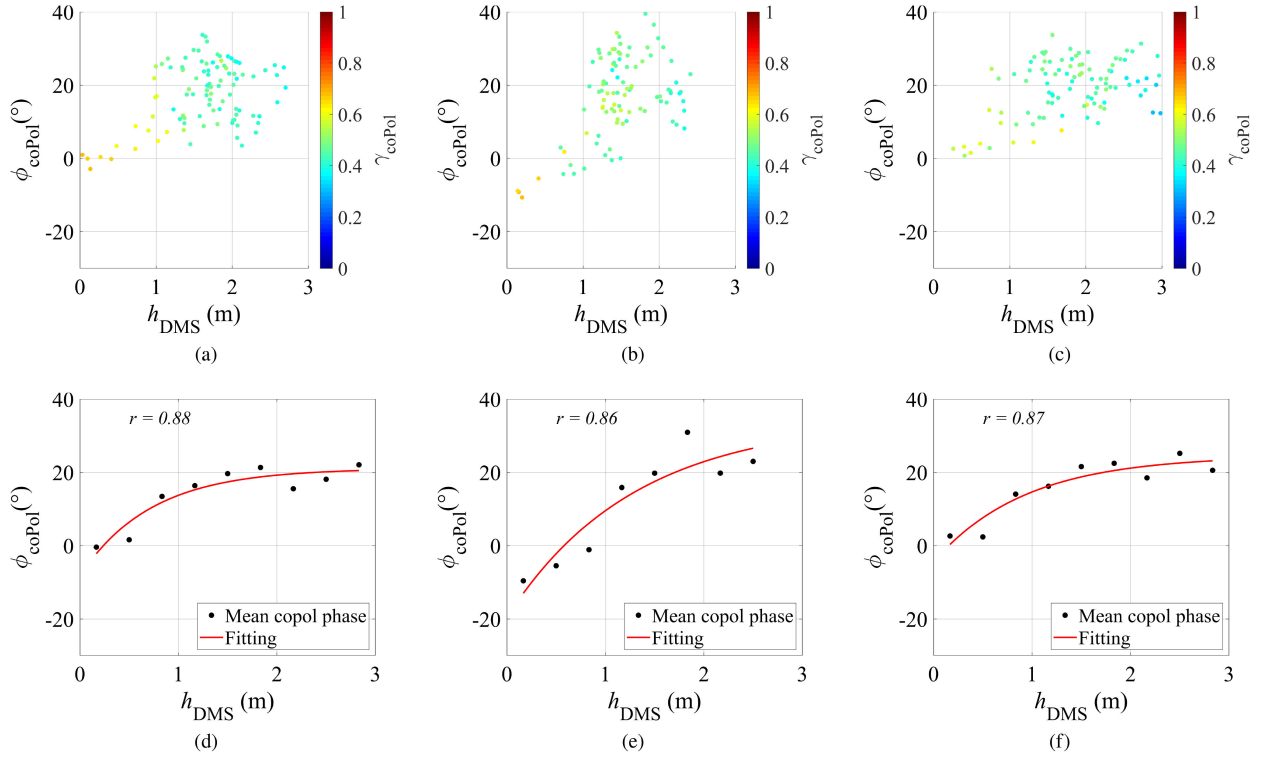 40
20
0
-20
ϕcoPol(°)
0 1 2 3
hDMS (m)
1
0.8
0.6
0.4
0.2
0
γcoPol
(a)
40
20
0
-20
ϕcoPol(°)
0 1 2 3
hDMS (m)
1
0.8
0.6
0.4
0.2
0
γcoPol
(b)
40
20
0
-20
ϕcoPol(°)
0 1 2 3
hDMS (m)
1
0.8
0.6
0.4
0.2
0
γcoPol
(c)
40
20
0
-20
ϕcoPol(°)
r = 0.88
Mean copol phase
Fitting
0 1 2 3
hDMS (m)
(d)
40
20
0
-20
ϕcoPol(°)
r = 0.86
Mean copol phase
Fitting
0 1 2 3
hDMS (m)
(e)
40
20
0
-20
ϕcoPol(°)
r = 0.87
Mean copol phase
Fitting
0 1 2 3
hDMS (m)
(f)